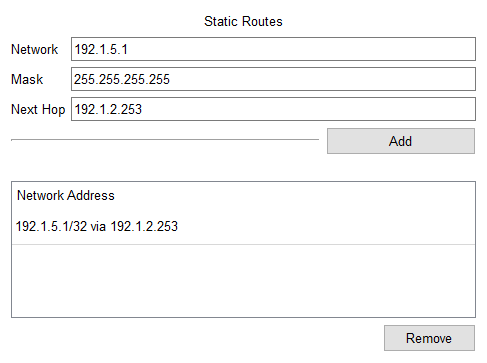 Static Routes
Network 192.1.5.1
Mask 255.255.255.255
Next Hop 192.1.2.253
Add
Network Address
192.1.5.1/32 via 192.1.2.253
Remove